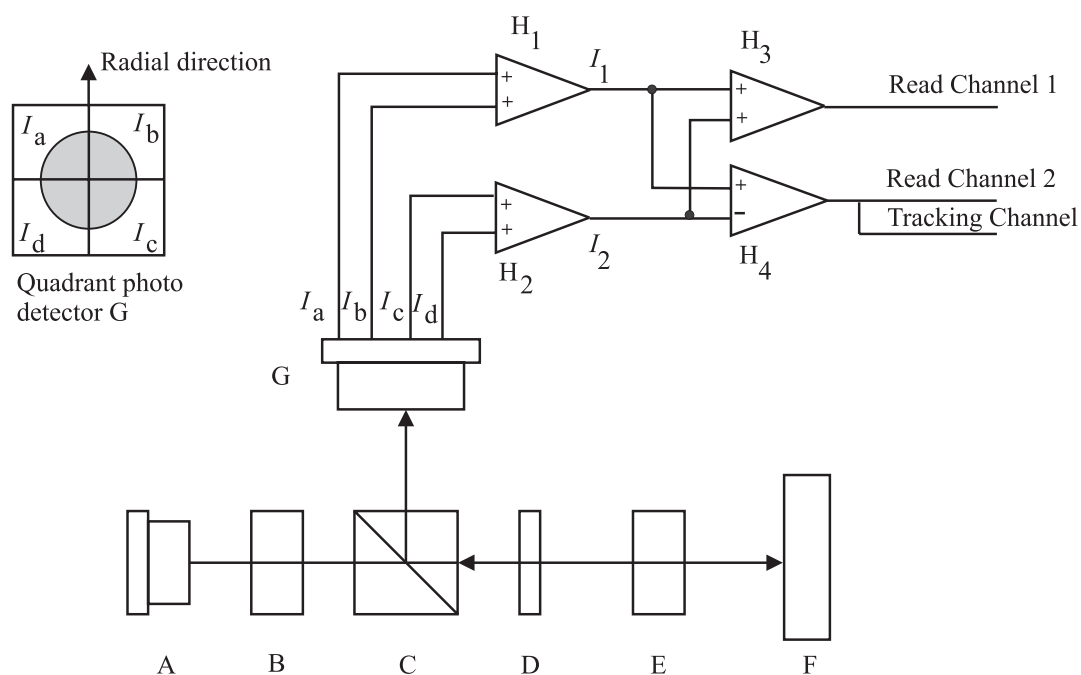 H1
H3
Radial direction
I1
Read Channel 1
Ia Ib
+
+
+
+
Id Ic
Read Channel 2
+
+
+
−
Tracking Channel
Quadrant photo
detector G
H2
I2
H4
Ia Ib Ic Id
G
A B C D E F